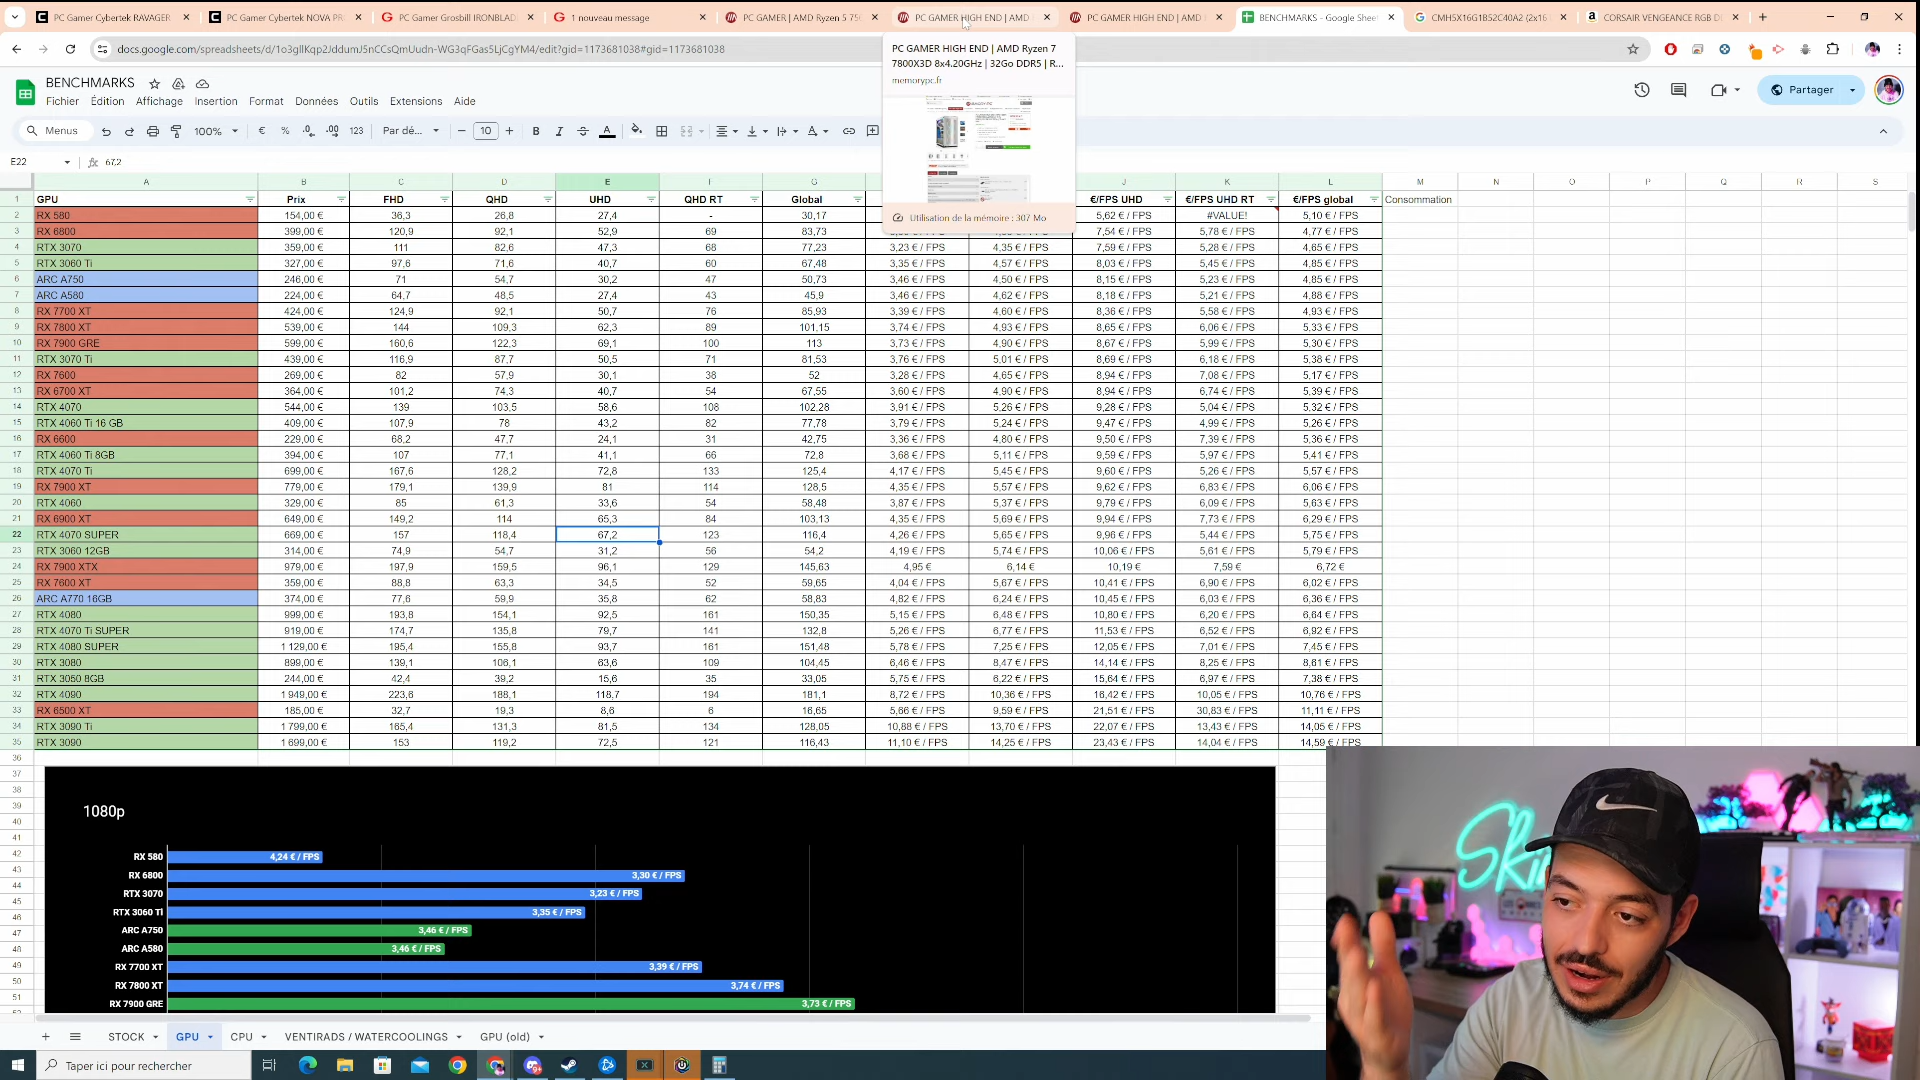 PC Gamer Cybertek RAVAGER
PC Gamer Cybertek NOVA PR
PC Gamer Grosbill IRONBLAD
1 nouveau message
PC GAMER | AMD Ryzen 5 750
PC GAMER HIGH END | AMD
PC GAMER HIGH END | AMD
BENCHMARKS - Google Sheet
CMH5X16G1B52C40A2 (2x16
CORSAIR VENGEANCE RGB D
docs.google.com/spreadsheets/d/1o3gIlKqp2JddumJ5nCCsQmUudn-WG3qFGas5LjCgYM4/edit?gid=1173681038#gid=1173681038
PC GAMER HIGH END | AMD Ryzen 7
7800X3D 8x4.20GHz | 32Go DDR5 | R...
memorypc.fr
Utilisation de la mémoire : 307 Mo
BENCHMARKS
Fichier Édition Affichage Insertion Format Données Outils Extensions Aide
Partager
Menus 100% € % 123 Par dé... 10 B I A
E22 67,2
A B C D E F G J K L M N O P Q R S
1 GPU Prix FHD QHD UHD QHD RT Global €/FPS UHD €/FPS UHD RT €/FPS global Consommation
2 RX 580 154,00 € 36,3 26,8 27,4 - 30,17 5,62 € / FPS #VALUE! 5,10 € / FPS
3 RX 6800 399,00 € 120,9 92,1 52,9 69 83,73 7,54 € / FPS 5,78 € / FPS 4,77 € / FPS
4 RTX 3070 359,00 € 111 82,6 47,3 68 77,23 3,23 € / FPS 4,35 € / FPS 7,59 € / FPS 5,28 € / FPS 4,65 € / FPS
5 RTX 3060 Ti 327,00 € 97,6 71,6 40,7 60 67,48 3,35 € / FPS 4,57 € / FPS 8,03 € / FPS 5,45 € / FPS 4,85 € / FPS
6 ARC A750 246,00 € 71 54,7 30,2 47 50,73 3,46 € / FPS 4,50 € / FPS 8,15 € / FPS 5,23 € / FPS 4,85 € / FPS
7 ARC A580 224,00 € 64,7 48,5 27,4 43 45,9 3,46 € / FPS 4,62 € / FPS 8,18 € / FPS 5,21 € / FPS 4,88 € / FPS
8 RX 7700 XT 424,00 € 124,9 92,1 50,7 76 85,93 3,39 € / FPS 4,60 € / FPS 8,36 € / FPS 5,58 € / FPS 4,93 € / FPS
9 RX 7800 XT 539,00 € 144 109,3 62,3 89 101,15 3,74 € / FPS 4,93 € / FPS 8,65 € / FPS 6,06 € / FPS 5,33 € / FPS
10 RX 7900 GRE 599,00 € 160,6 122,3 69,1 100 113 3,73 € / FPS 4,90 € / FPS 8,67 € / FPS 5,99 € / FPS 5,30 € / FPS
11 RTX 3070 Ti 439,00 € 116,9 87,7 50,5 71 81,53 3,76 € / FPS 5,01 € / FPS 8,69 € / FPS 6,18 € / FPS 5,38 € / FPS
12 RX 7600 269,00 € 82 57,9 30,1 38 52 3,28 € / FPS 4,65 € / FPS 8,94 € / FPS 7,08 € / FPS 5,17 € / FPS
13 RX 6700 XT 364,00 € 101,2 74,3 40,7 54 67,55 3,60 € / FPS 4,90 € / FPS 8,94 € / FPS 6,74 € / FPS 5,39 € / FPS
14 RTX 4070 544,00 € 139 103,5 58,6 108 102,28 3,91 € / FPS 5,26 € / FPS 9,28 € / FPS 5,04 € / FPS 5,32 € / FPS
15 RTX 4060 Ti 16 GB 409,00 € 107,9 78 43,2 82 77,78 3,79 € / FPS 5,24 € / FPS 9,47 € / FPS 4,99 € / FPS 5,26 € / FPS
16 RX 6600 229,00 € 68,2 47,7 24,1 31 42,75 3,36 € / FPS 4,80 € / FPS 9,50 € / FPS 7,39 € / FPS 5,36 € / FPS
17 RTX 4060 Ti 8GB 394,00 € 107 77,1 41,1 66 72,8 3,68 € / FPS 5,11 € / FPS 9,59 € / FPS 5,97 € / FPS 5,41 € / FPS
18 RTX 4070 Ti 699,00 € 167,6 128,2 72,8 133 125,4 4,17 € / FPS 5,45 € / FPS 9,60 € / FPS 5,26 € / FPS 5,57 € / FPS
19 RX 7900 XT 779,00 € 179,1 139,9 81 114 128,5 4,35 € / FPS 5,57 € / FPS 9,62 € / FPS 6,83 € / FPS 6,06 € / FPS
20 RTX 4060 329,00 € 85 61,3 33,6 54 58,48 3,87 € / FPS 5,37 € / FPS 9,79 € / FPS 6,09 € / FPS 5,63 € / FPS
21 RX 6900 XT 649,00 € 149,2 114 65,3 84 103,13 4,35 € / FPS 5,69 € / FPS 9,94 € / FPS 7,73 € / FPS 6,29 € / FPS
22 RTX 4070 SUPER 669,00 € 157 118,4 67,2 123 116,4 4,26 € / FPS 5,65 € / FPS 9,96 € / FPS 5,44 € / FPS 5,75 € / FPS
23 RTX 3060 12GB 314,00 € 74,9 54,7 31,2 56 54,2 4,19 € / FPS 5,74 € / FPS 10,06 € / FPS 5,61 € / FPS 5,79 € / FPS
24 RX 7900 XTX 979,00 € 197,9 159,5 96,1 129 145,63 4,95 € 6,14 € 10,19 € 7,59 € 6,72 €
25 RX 7600 XT 359,00 € 88,8 63,3 34,5 52 59,65 4,04 € / FPS 5,67 € / FPS 10,41 € / FPS 6,90 € / FPS 6,02 € / FPS
26 ARC A770 16GB 374,00 € 77,6 59,9 35,8 62 58,83 4,82 € / FPS 6,24 € / FPS 10,45 € / FPS 6,03 € / FPS 6,36 € / FPS
27 RTX 4080 999,00 € 193,8 154,1 92,5 161 150,35 5,15 € / FPS 6,48 € / FPS 10,80 € / FPS 6,20 € / FPS 6,64 € / FPS
28 RTX 4070 Ti SUPER 919,00 € 174,7 135,8 79,7 141 132,8 5,26 € / FPS 6,77 € / FPS 11,53 € / FPS 6,52 € / FPS 6,92 € / FPS
29 RTX 4080 SUPER 1 129,00 € 195,4 155,8 93,7 161 151,48 5,78 € / FPS 7,25 € / FPS 12,05 € / FPS 7,01 € / FPS 7,45 € / FPS
30 RTX 3080 899,00 € 139,1 106,1 63,6 109 104,45 6,46 € / FPS 8,47 € / FPS 14,14 € / FPS 8,25 € / FPS 8,61 € / FPS
31 RTX 3050 8GB 244,00 € 42,4 39,2 15,6 35 33,05 5,75 € / FPS 6,22 € / FPS 15,64 € / FPS 6,97 € / FPS 7,38 € / FPS
32 RTX 4090 1 949,00 € 223,6 188,1 118,7 194 181,1 8,72 € / FPS 10,36 € / FPS 16,42 € / FPS 10,05 € / FPS 10,76 € / FPS
33 RX 6500 XT 185,00 € 32,7 19,3 8,6 6 16,65 5,66 € / FPS 9,59 € / FPS 21,51 € / FPS 30,83 € / FPS 11,11 € / FPS
34 RTX 3090 Ti 1 799,00 € 165,4 131,3 81,5 134 128,05 10,88 € / FPS 13,70 € / FPS 22,07 € / FPS 13,43 € / FPS 14,05 € / FPS
35 RTX 3090 1 699,00 € 153 119,2 72,5 121 116,43 11,10 € / FPS 14,25 € / FPS 23,43 € / FPS 14,04 € / FPS 14,59 € / FPS
36
37
38
39
40
41
42
43
44
45
46
47
48
49
50
51
1080p
RX 580 4,24 € / FPS
RX 6800 3,30 € / FPS
RTX 3070 3,23 € / FPS
RTX 3060 Ti 3,35 € / FPS
ARC A750 3,46 € / FPS
ARC A580 3,46 € / FPS
RX 7700 XT 3,39 € / FPS
RX 7800 XT 3,74 € / FPS
RX 7900 GRE 3,73 € / FPS
STOCK GPU CPU VENTIRADS / WATERCOOLINGS GPU (old)
Taper ici pour rechercher